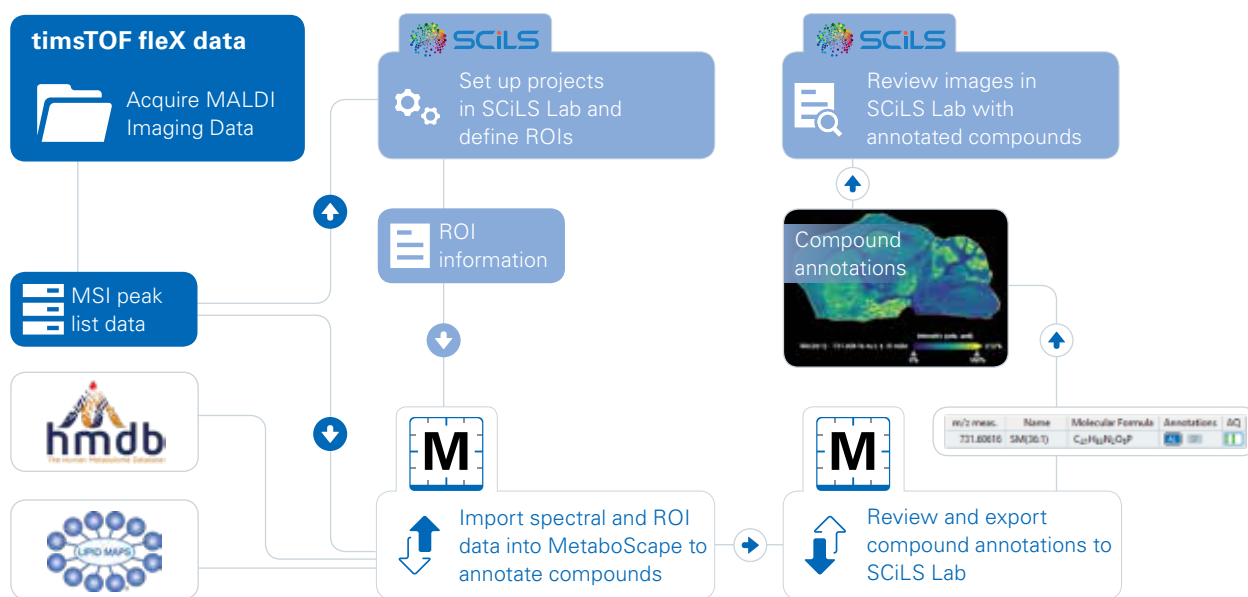 timsTOF fleX data
Acquire MALDI
Imaging Data
SCiLS
Set up projects
in SCiLS Lab and
define ROIs
SCiLS
Review images in
SCiLS Lab with
annotated compounds
ROI
information
Compound
annotations
MSI peak
list data
hmdb
The Human Metabolome Database
LIPID MAPS
M
Import spectral and ROI
data into MetaboScape to
annotate compounds
M
Review and export
compound annotations to
SCiLS Lab
m/z meas. Name Molecular Formula Annotations AQ
731.60616 SM(36:1)